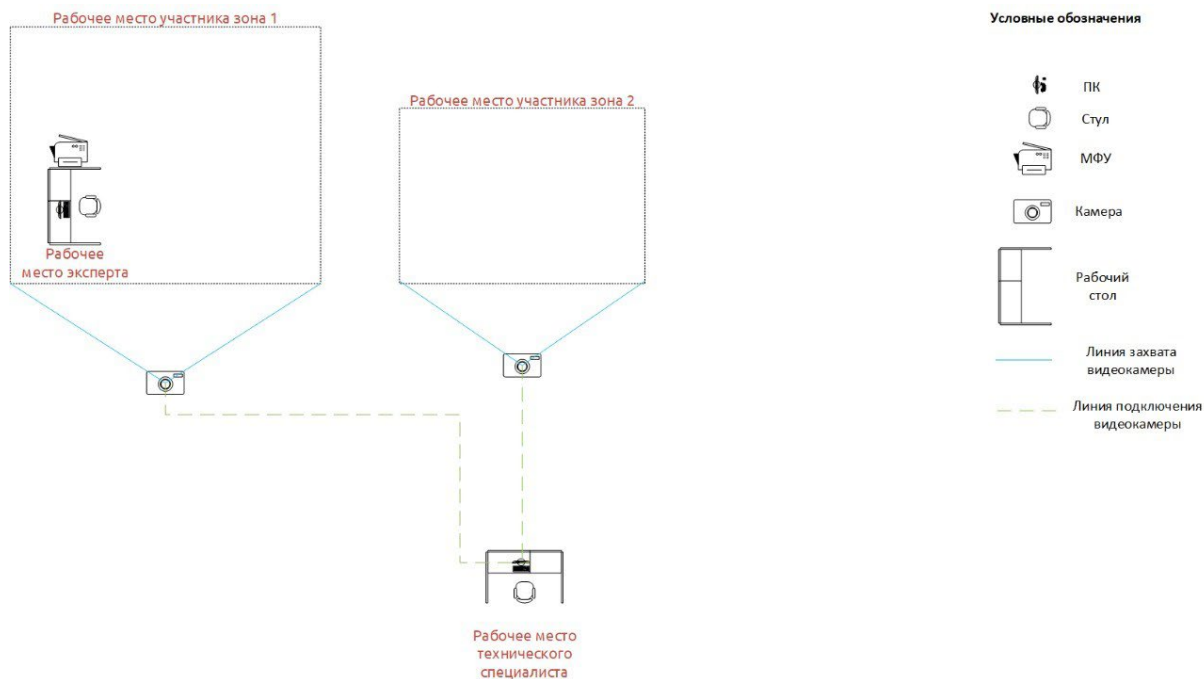 Рабочее место участника зона 1
Рабочее место участника зона 2
Рабочее
место эксперта
Рабочее место
технического
специалиста
Условные обозначения
ПК
Стул
МФУ
Камера
Рабочий
стол
Линия захвата
видеокамеры
Линия подключения
видеокамеры